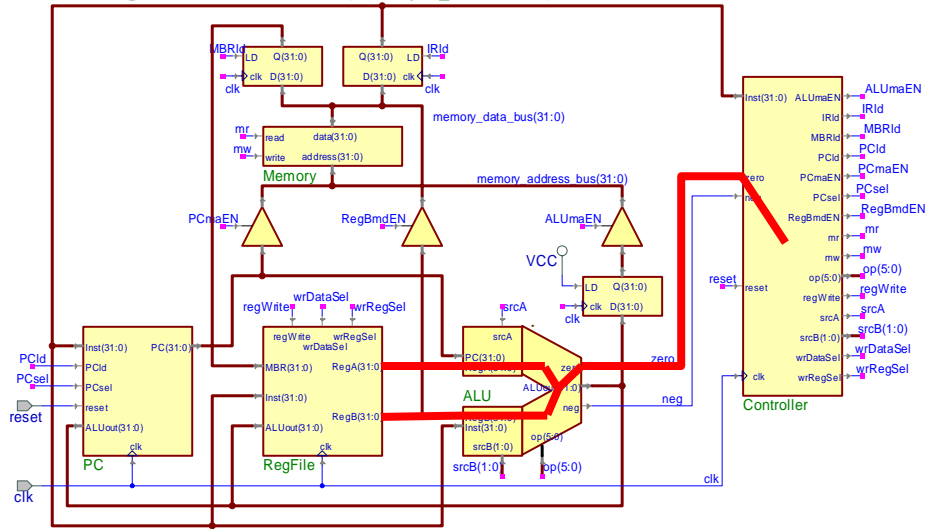 MBRld
LD
Q(31:0)
clk
D(31:0)
clk
Q(31:0)
LD
IRld
D(31:0)
clk
clk
memory_data_bus(31:0)
mr
read
data(31:0)
mw
write
address(31:0)
Memory
memory_address_bus(31:0)
PCmaEN
RegBmdEN
ALUmaEN
VCC
LD
Q(31:0)
clk
D(31:0)
clk
Inst(31:0)
ALUmaEN
IRld
MBRld
PCld
zero
PCmaEN
PCsel
RegBmdEN
mr
mw
reset
reset
op(5:0)
regWrite
srcA
srcB(1:0)
wrDataSel
clk
wrRegSel
Controller
ALUmaEN
IRld
MBRld
PCld
PCmaEN
PCsel
RegBmdEN
mr
mw
op(5:0)
regWrite
srcA
srcB(1:0)
wrDataSel
wrRegSel
PCld
PCsel
reset
clk
Inst(31:0)
PC(31:0)
PCld
PCsel
reset
ALUout(31:0)
clk
PC
regWrite
wrDataSel
wrRegSel
regWrite
wrRegSel
wrDataSel
MBR(31:0)
RegA(31:0)
Inst(31:0)
RegB(31:0)
ALUout(31:0)
clk
RegFile
srcA
srcA
PC(31:0)
ALU
Inst(31:0)
srcB(1:0)
neg
op(5:0)
srcB(1:0)
op(5:0)
zero
neg
clk